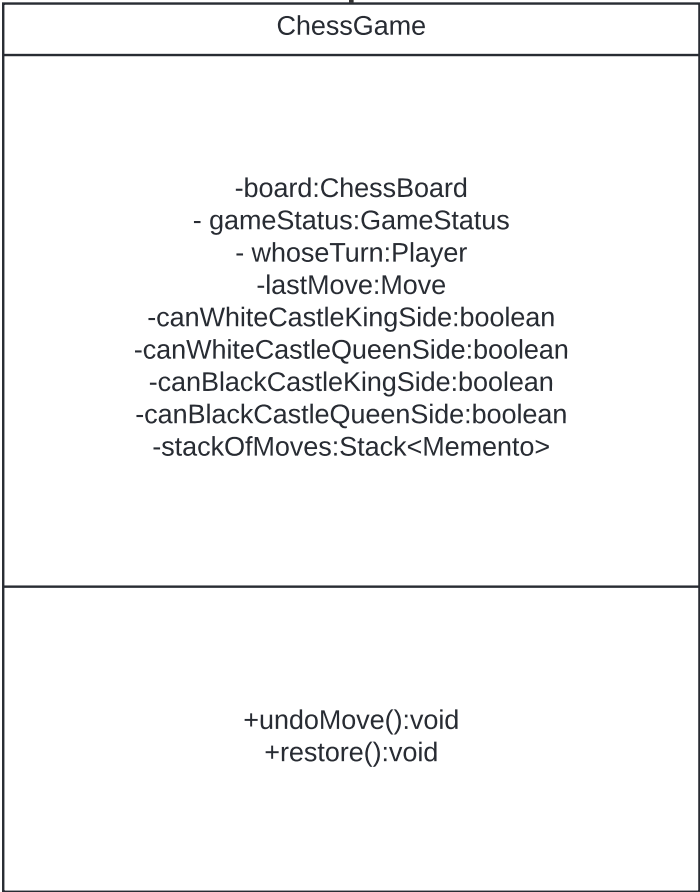 ChessGame
-board:ChessBoard
- gameStatus:GameStatus
- whoseTurn:Player
-lastMove:Move
-canWhiteCastleKingSide:boolean
-canWhiteCastleQueenSide:boolean
-canBlackCastleKingSide:boolean
-canBlackCastleQueenSide:boolean
-stackOfMoves:Stack<Memento>
+undoMove():void
+restore():void